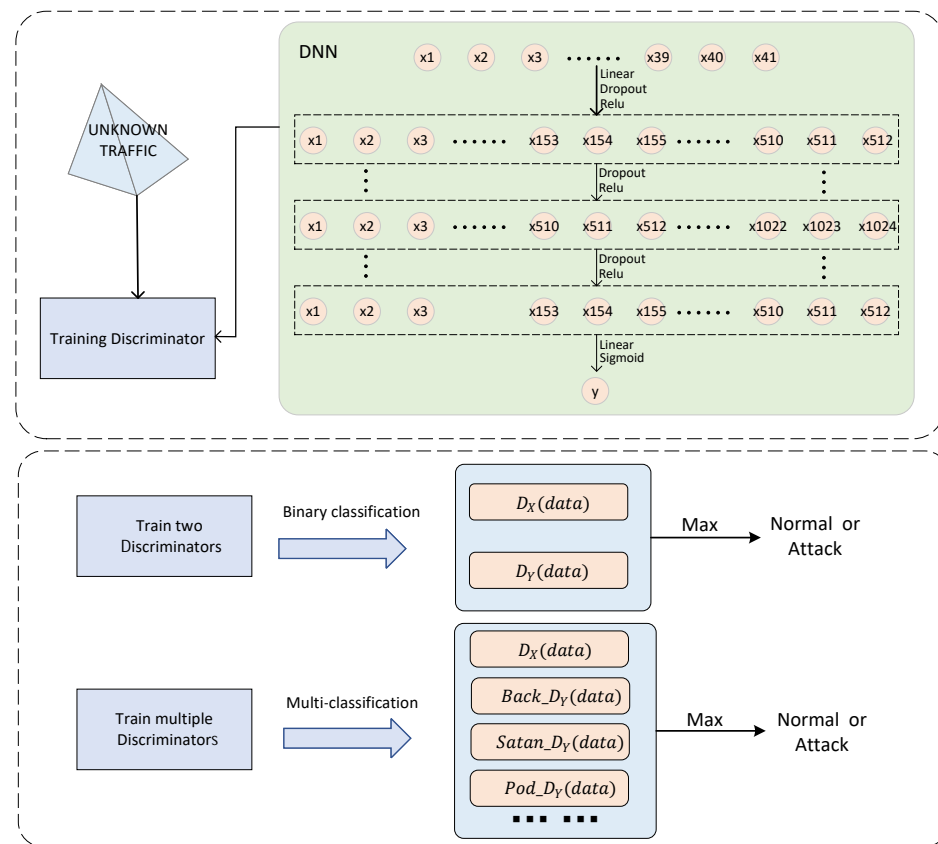 DNN
x1 x2 x3 ······ x39 x40 x41
Linear
Dropout
Relu
UNKNOWN
TRAFFIC
x1 x2 x3 ······ x153 x154 x155 ······ x510 x511 x512
Dropout
Relu
x1 x2 x3 ······ x510 x511 x512 ······ x1022 x1023 x1024
Dropout
Relu
x1 x2 x3 x153 x154 x155 ······ x510 x511 x512
Training Discriminator
Linear
Sigmoid
y
Train two
Discriminators
Binary classification
D_X(data)
D_Y(data)
Max
Normal or
Attack
Train multiple
Discriminators
Multi-classification
D_X(data)
Back_D_Y(data)
Satan_D_Y(data)
Pod_D_Y(data)
······
Max
Normal or
Attack